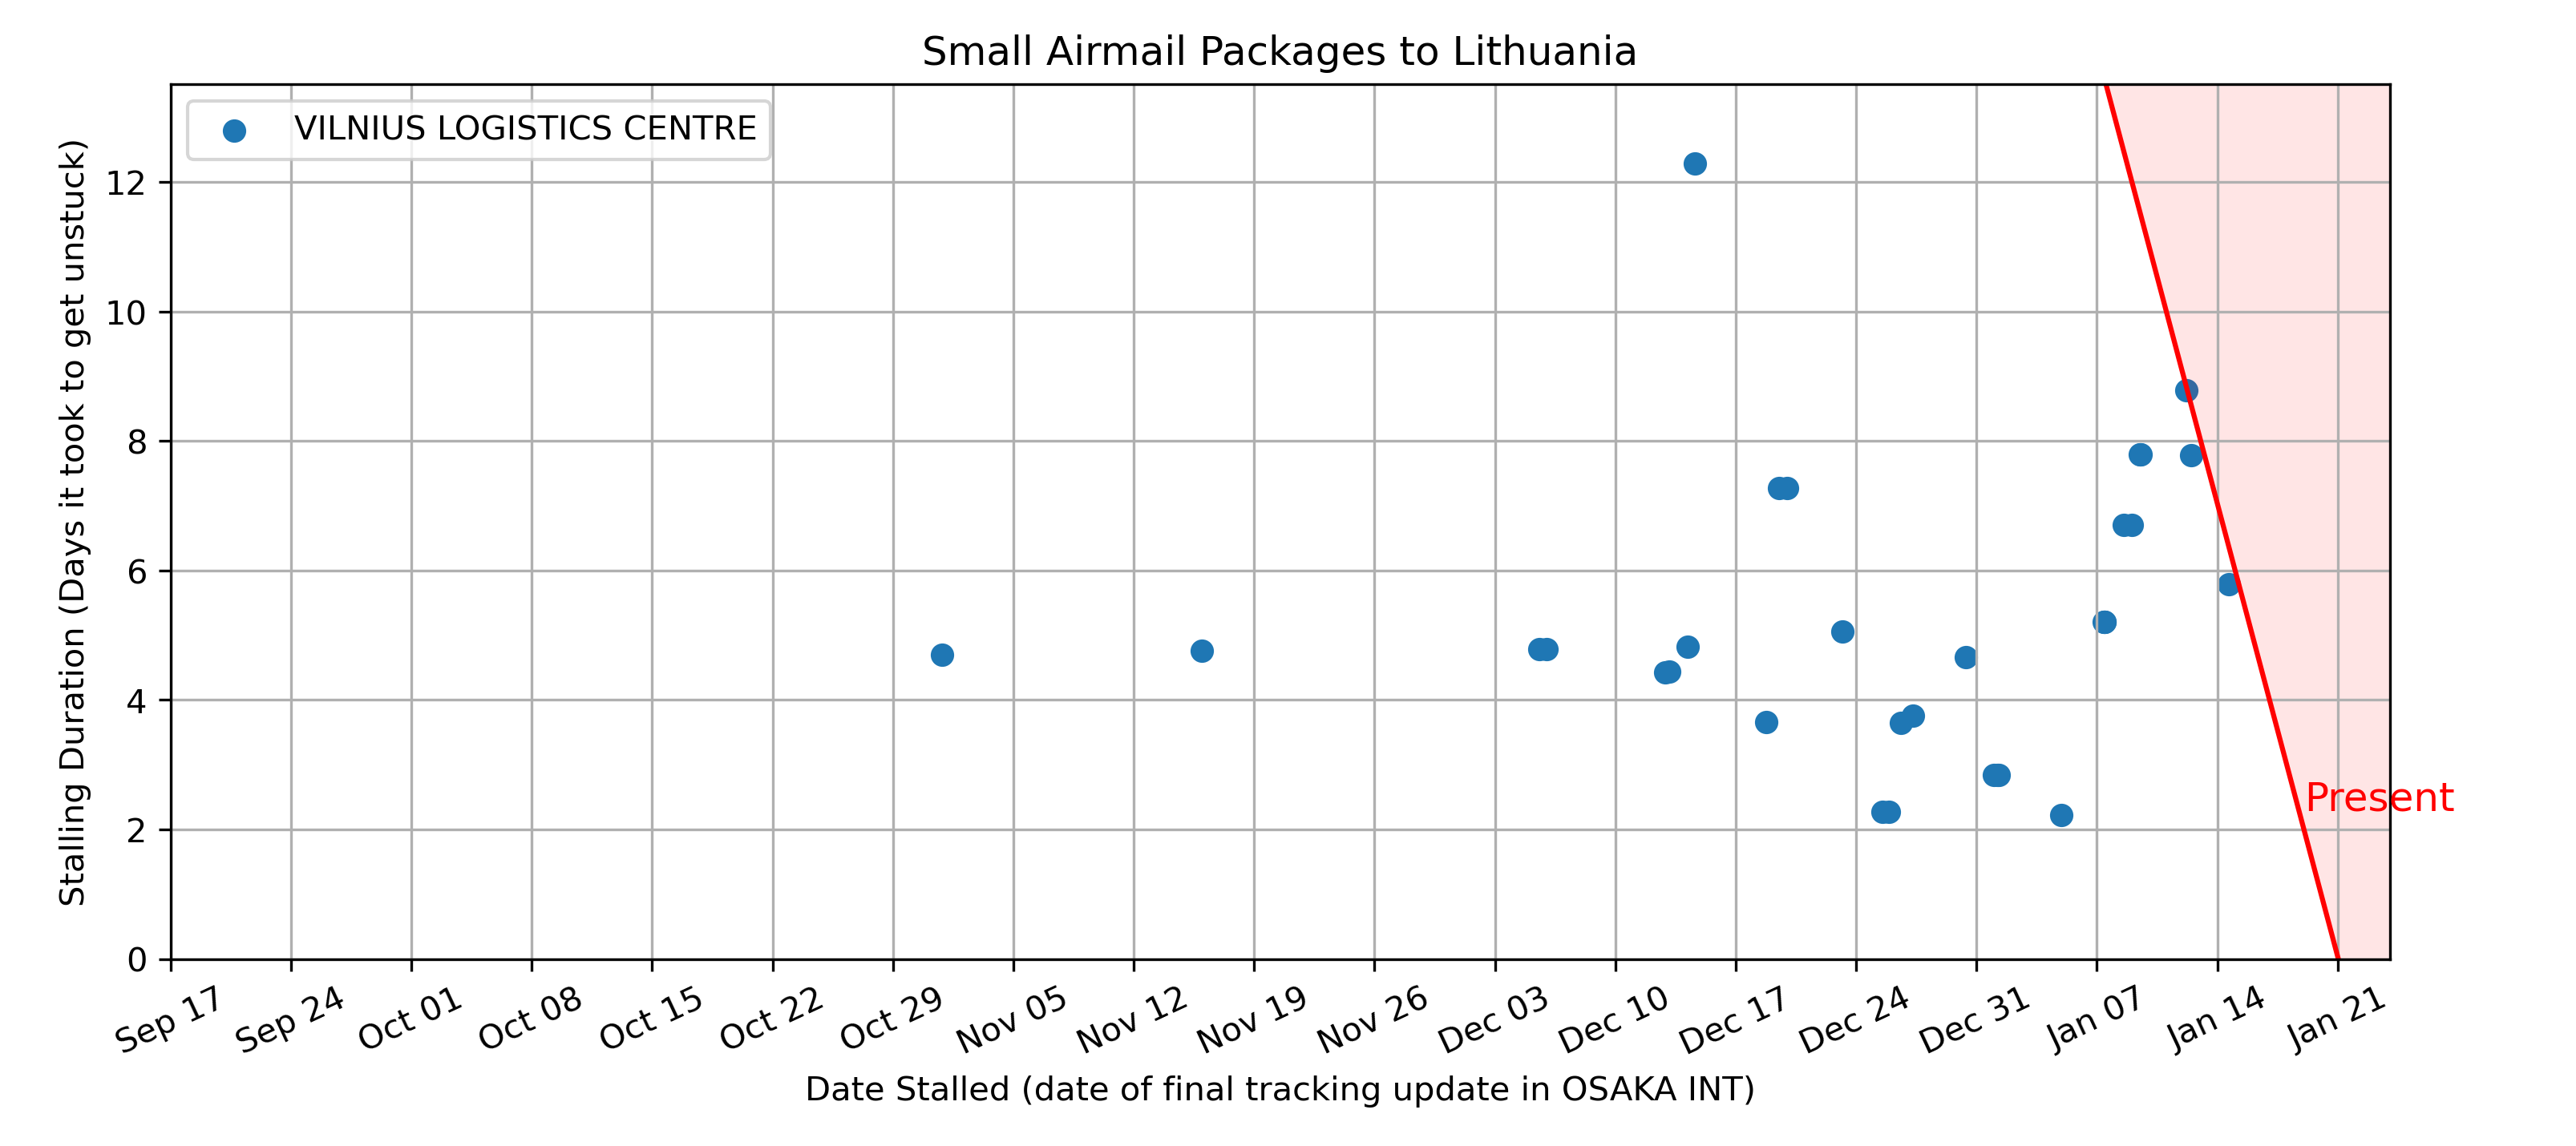 Small Airmail Packages to Lithuania
VILNIUS LOGISTICS CENTRE
Stalling Duration (Days it took to get unstuck)
12
10
8
6
4
2
0
Present
Sep 17
Sep 24
Oct 01
Oct 08
Oct 15
Oct 22
Oct 29
Nov 05
Nov 12
Nov 19
Nov 26
Dec 03
Dec 10
Dec 17
Dec 24
Dec 31
Jan 07
Jan 14
Jan 21
Date Stalled (date of final tracking update in OSAKA INT)